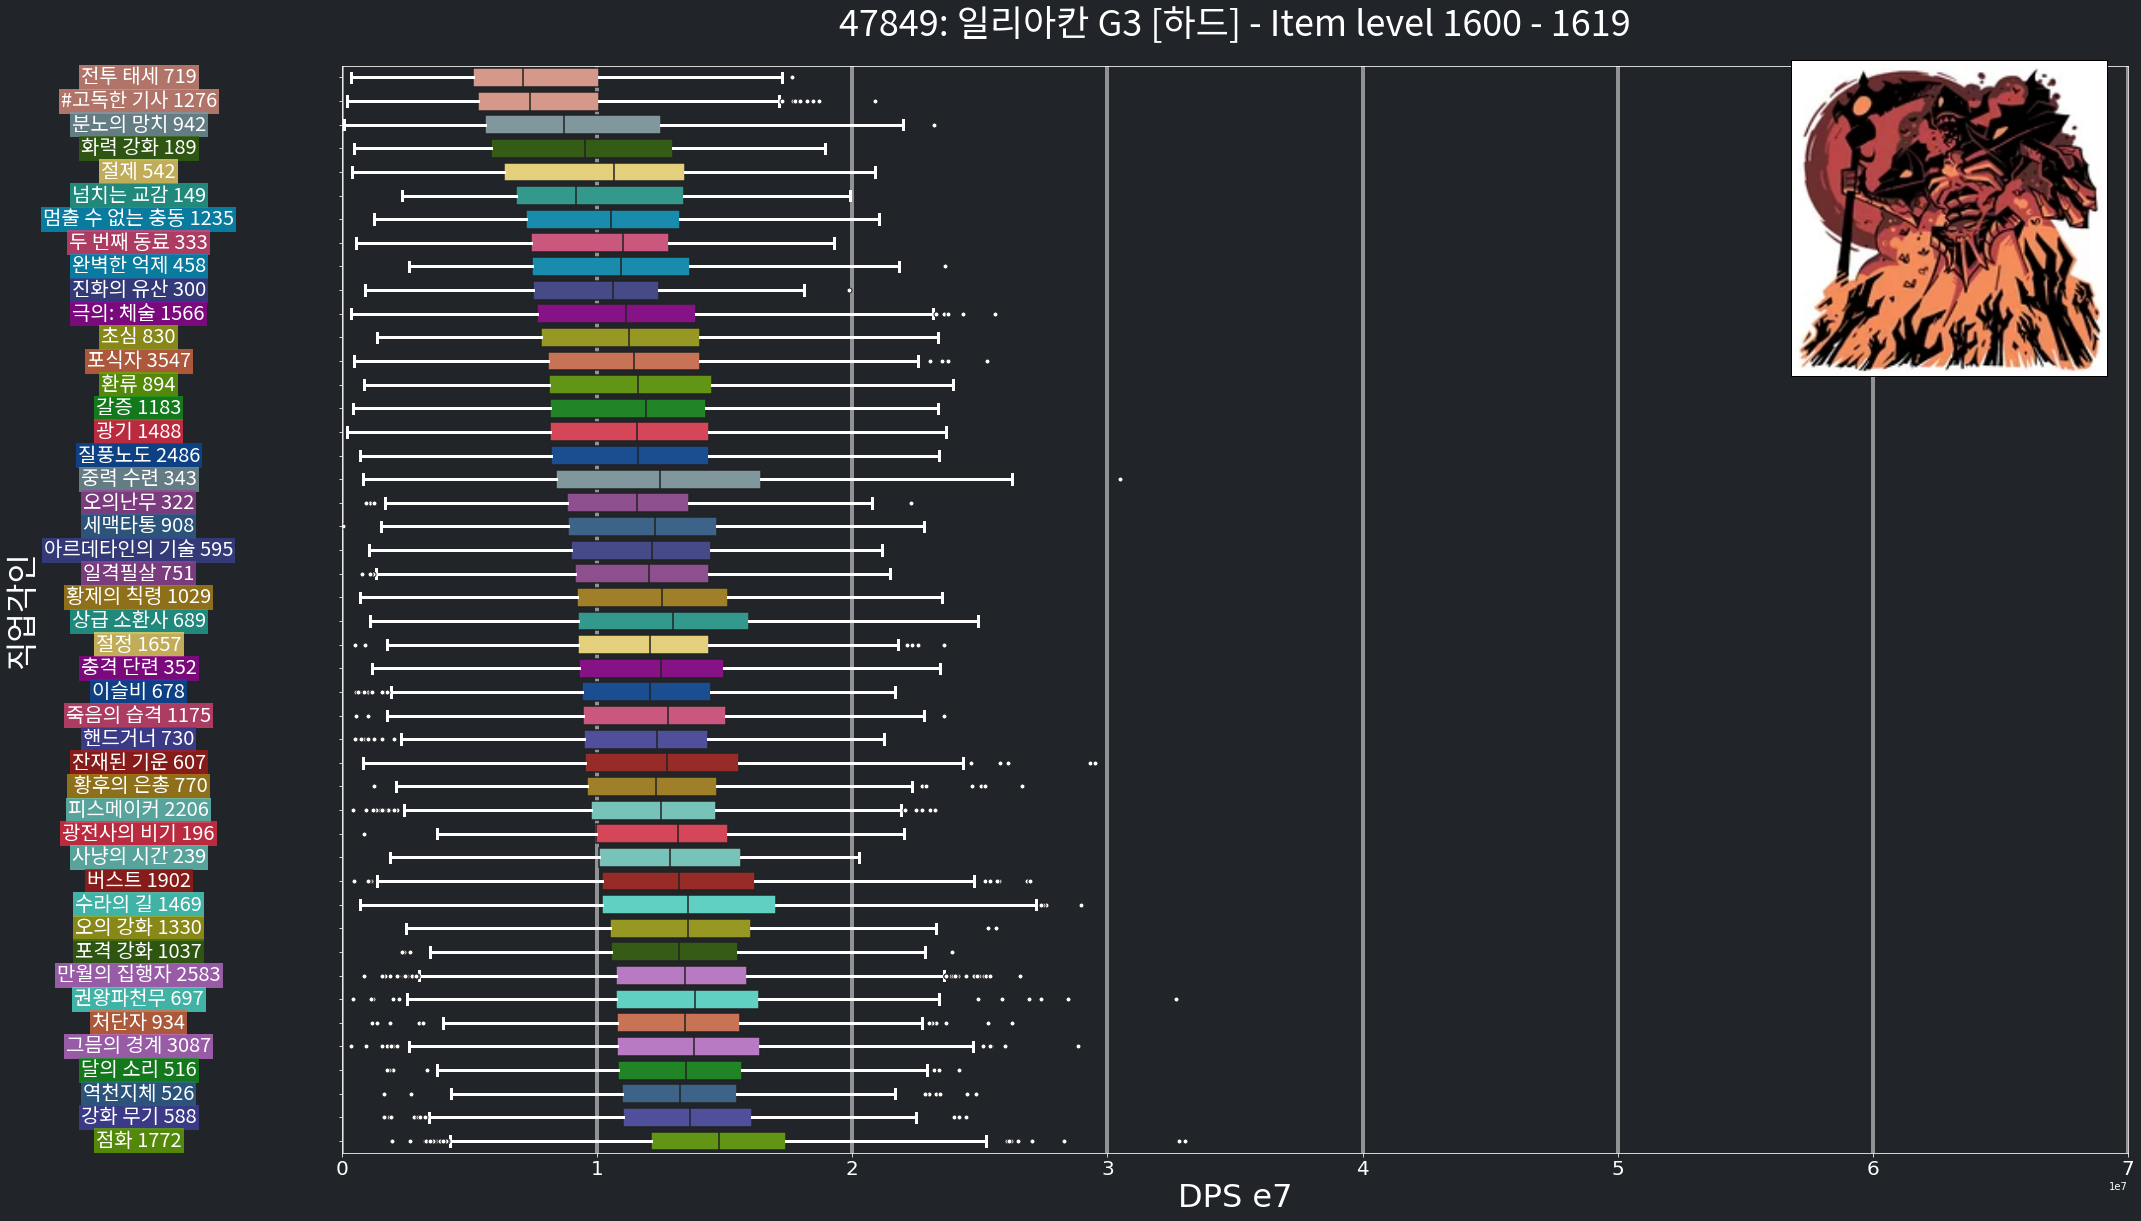 47849: 일리아칸 G3 [하드] - Item level 1600 - 1619
직업각인
전투 태세 719
#고독한 기사 1276
분노의 망치 942
화력 강화 189
절제 542
넘치는 교감 149
멈출 수 없는 충동 1235
두 번째 동료 333
완벽한 억제 458
진화의 유산 300
극의: 체술 1566
초심 830
포식자 3547
환류 894
갈증 1183
광기 1488
질풍노도 2486
중력 수련 343
오의난무 322
세맥타통 908
아르데타인의 기술 595
일격필살 751
황제의 칙령 1029
상급 소환사 689
절정 1657
충격 단련 352
이슬비 678
죽음의 습격 1175
핸드거너 730
잔재된 기운 607
황후의 은총 770
피스메이커 2206
광전사의 비기 196
사냥의 시간 239
버스트 1902
수라의 길 1469
오의 강화 1330
포격 강화 1037
만월의 집행자 2583
권왕파천무 697
처단자 934
그믐의 경계 3087
달의 소리 516
역천지체 526
강화 무기 588
점화 1772
0 1 2 3 4 5 6 7
1e7
DPS e7